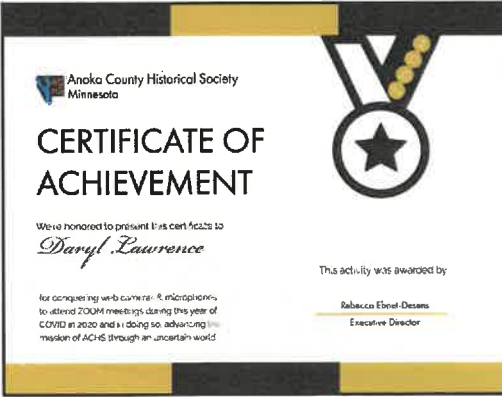 Anoka County Historical Society
Minnesota
CERTIFICATE OF
ACHIEVEMENT
We're honored to present this certificate to
Daryl Lawrence
for conquering web cameras & microphones
to attend ZOOM meetings during this year of
COVID in 2020 and in doing so, advancing the
mission of ACHS through an uncertain world
This activity was awarded by
Rebecca Ebnet-Desens
Executive Director